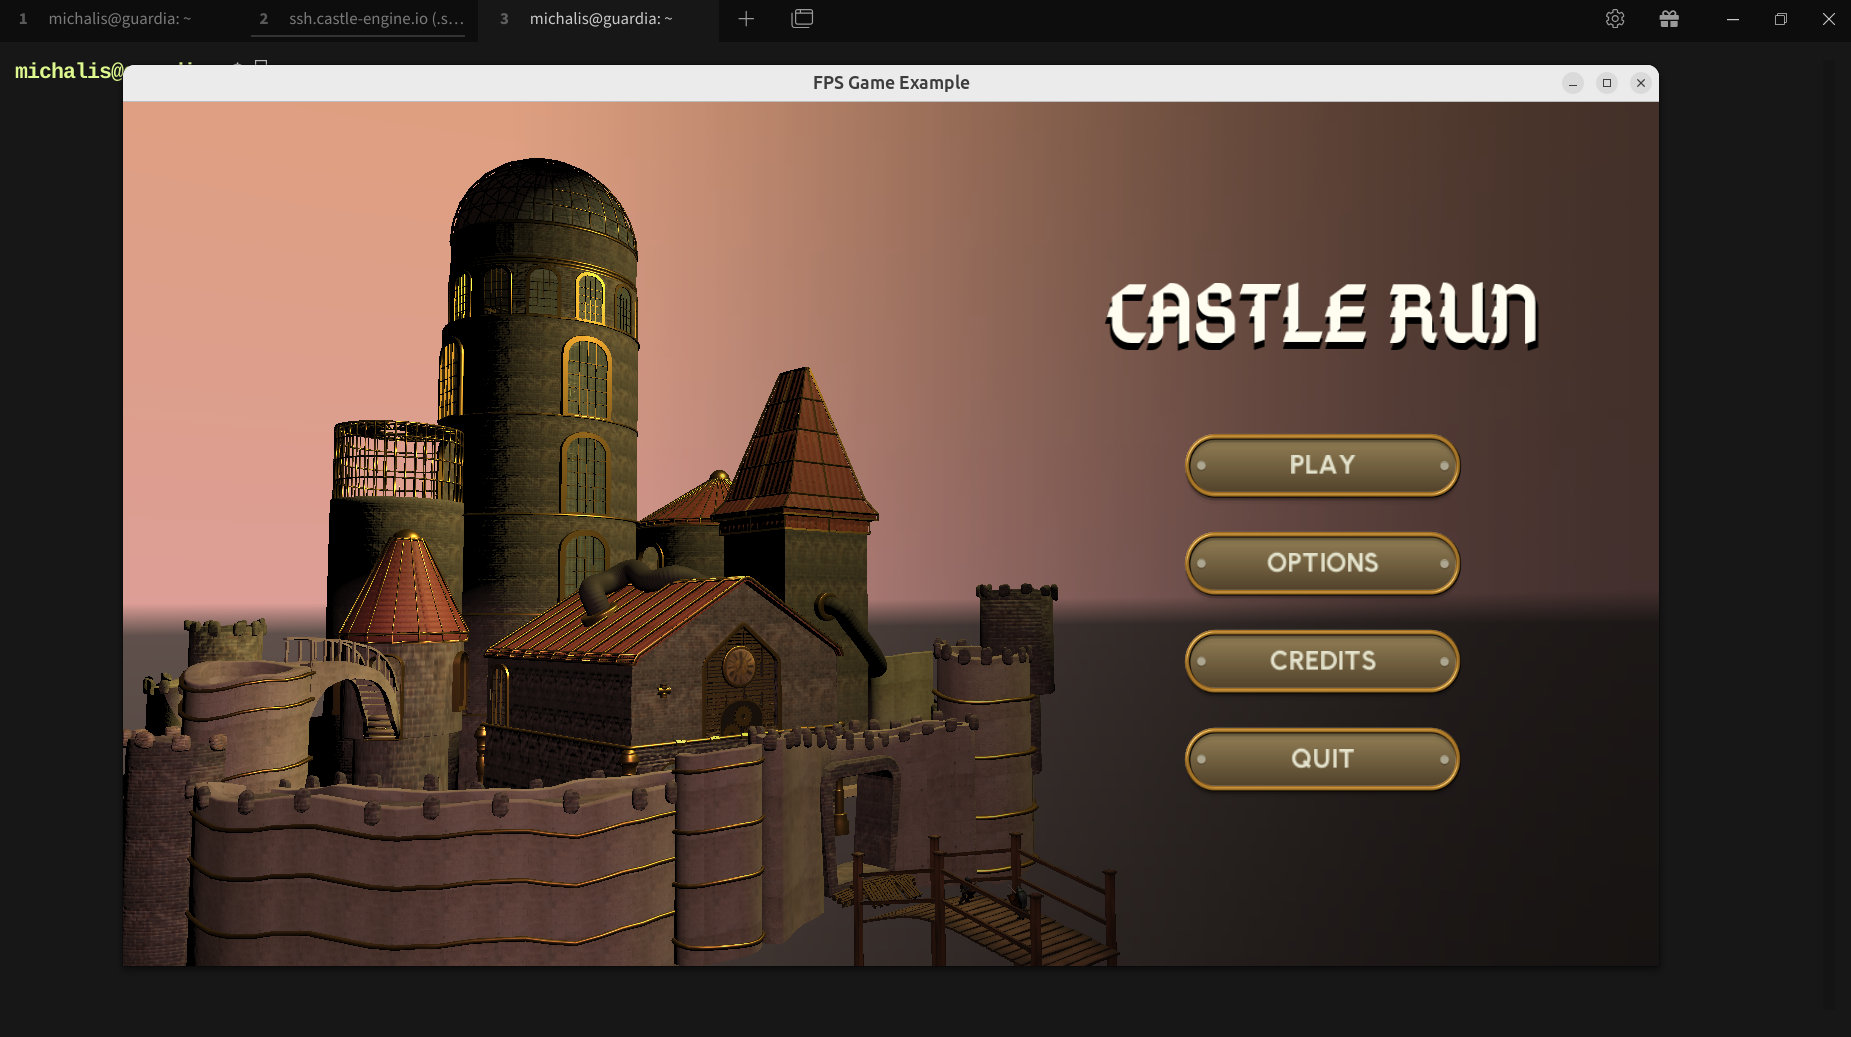 1 michalis@guardia: ~
2 ssh.castle-engine.io (.s...
3 michalis@guardia: ~
michalis@
FPS Game Example
CASTLE RUN
PLAY
OPTIONS
CREDITS
QUIT